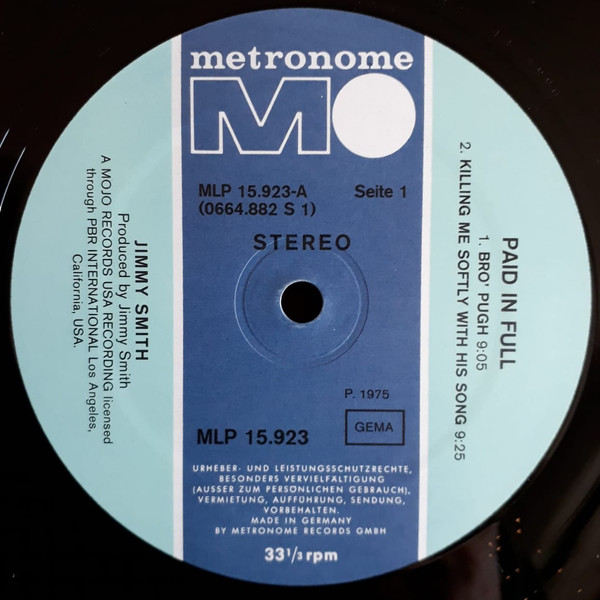 metronome
MO
MLP 15.923-A
Seite 1
(0664.882 S 1)
STEREO
P. 1975
GEMA
MLP 15.923
URHEBER- UND LEISTUNGSSCHUTZRECHTE,
BESONDERS VERVIELFÄLTIGUNG
(AUSSER ZUM PERSÖNLICHEN GEBRAUCH),
VERMIETUNG, AUFFÜHRUNG, SENDUNG,
VORBEHALTEN.
MADE IN GERMANY
BY METRONOME RECORDS GMBH
33 1/3 rpm
PAID IN FULL
1. BRO' PUGH 9:05
2. KILLING ME SOFTLY WITH HIS SONG 9:25
JIMMY SMITH
Produced by Jimmy Smith
A MOJO RECORDS USA RECORDING licensed
through PBR INTERNATIONAL Los Angeles,
California, USA.